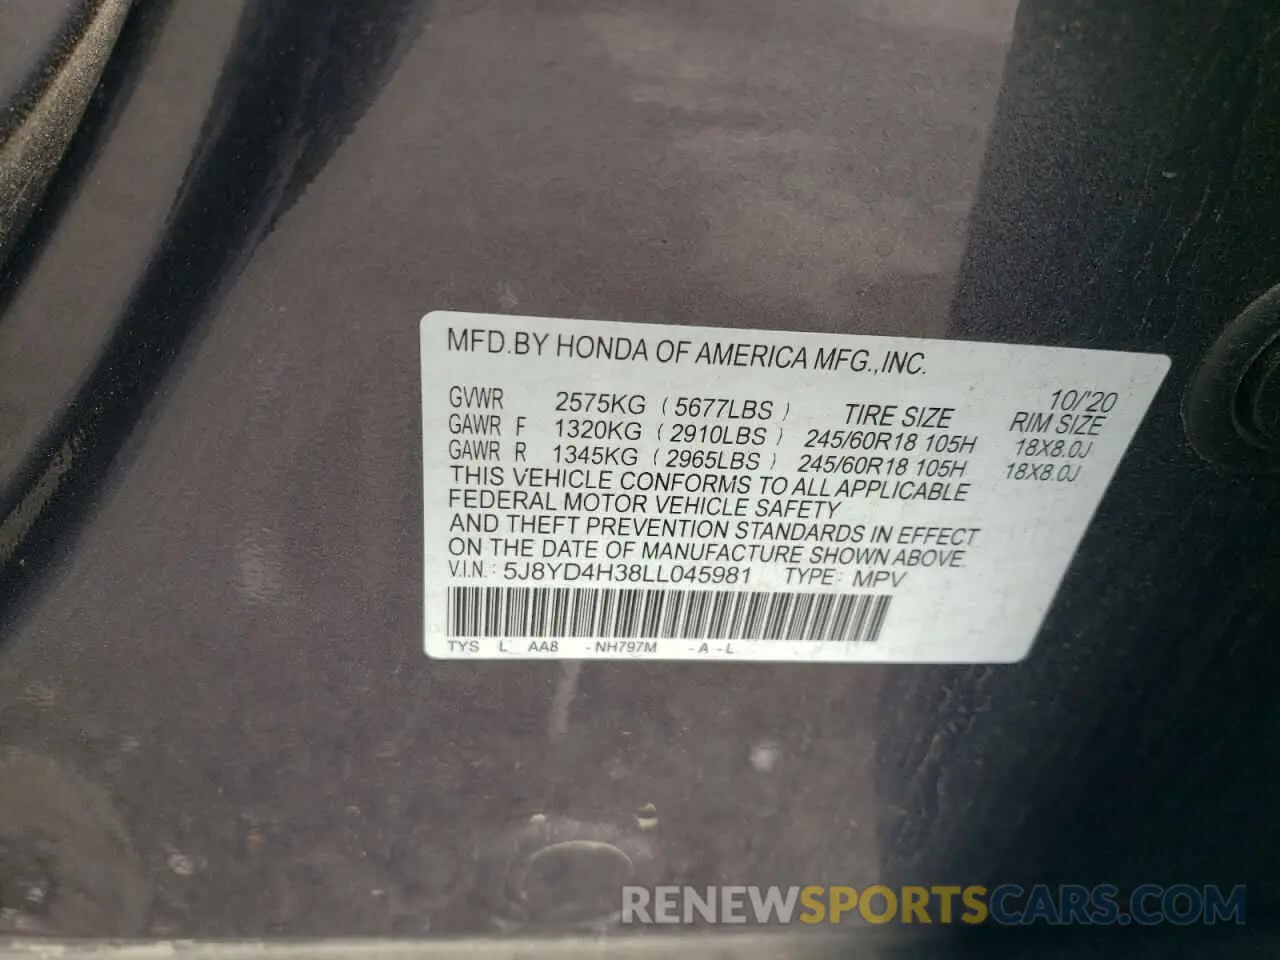 MFD.BY HONDA OF AMERICA MFG.,INC.
10/'20
GVWR 2575KG (5677LBS) TIRE SIZE RIM SIZE
GAWR F 1320KG (2910LBS) 245/60R18 105H 18X8.0J
GAWR R 1345KG (2965LBS) 245/60R18 105H 18X8.0J
THIS VEHICLE CONFORMS TO ALL APPLICABLE
FEDERAL MOTOR VEHICLE SAFETY
AND THEFT PREVENTION STANDARDS IN EFFECT
ON THE DATE OF MANUFACTURE SHOWN ABOVE.
V.I.N.: 5J8YD4H38LL045981 TYPE: MPV
TYS L AA8 -NH797M -A -L
RENEWSPORTSCARS.COM